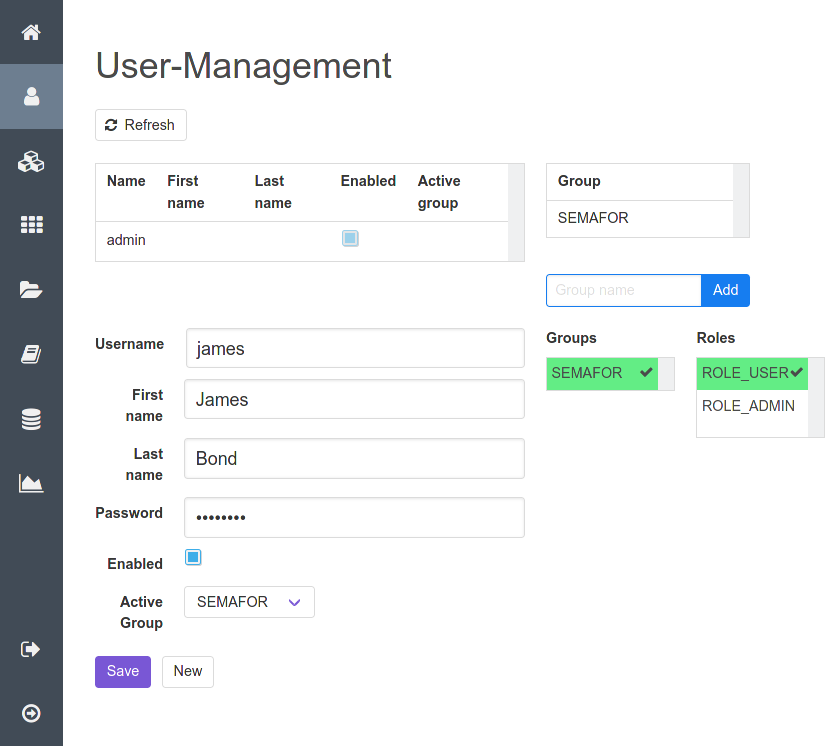 User-Management
Refresh
Name First name Last name Enabled Active group
admin
Group
SEMAFOR
Group name Add
Username james
First name James
Last name Bond
Password ••••••••
Enabled
Active Group SEMAFOR
Save New
Groups
SEMAFOR
Roles
ROLE_USER
ROLE_ADMIN